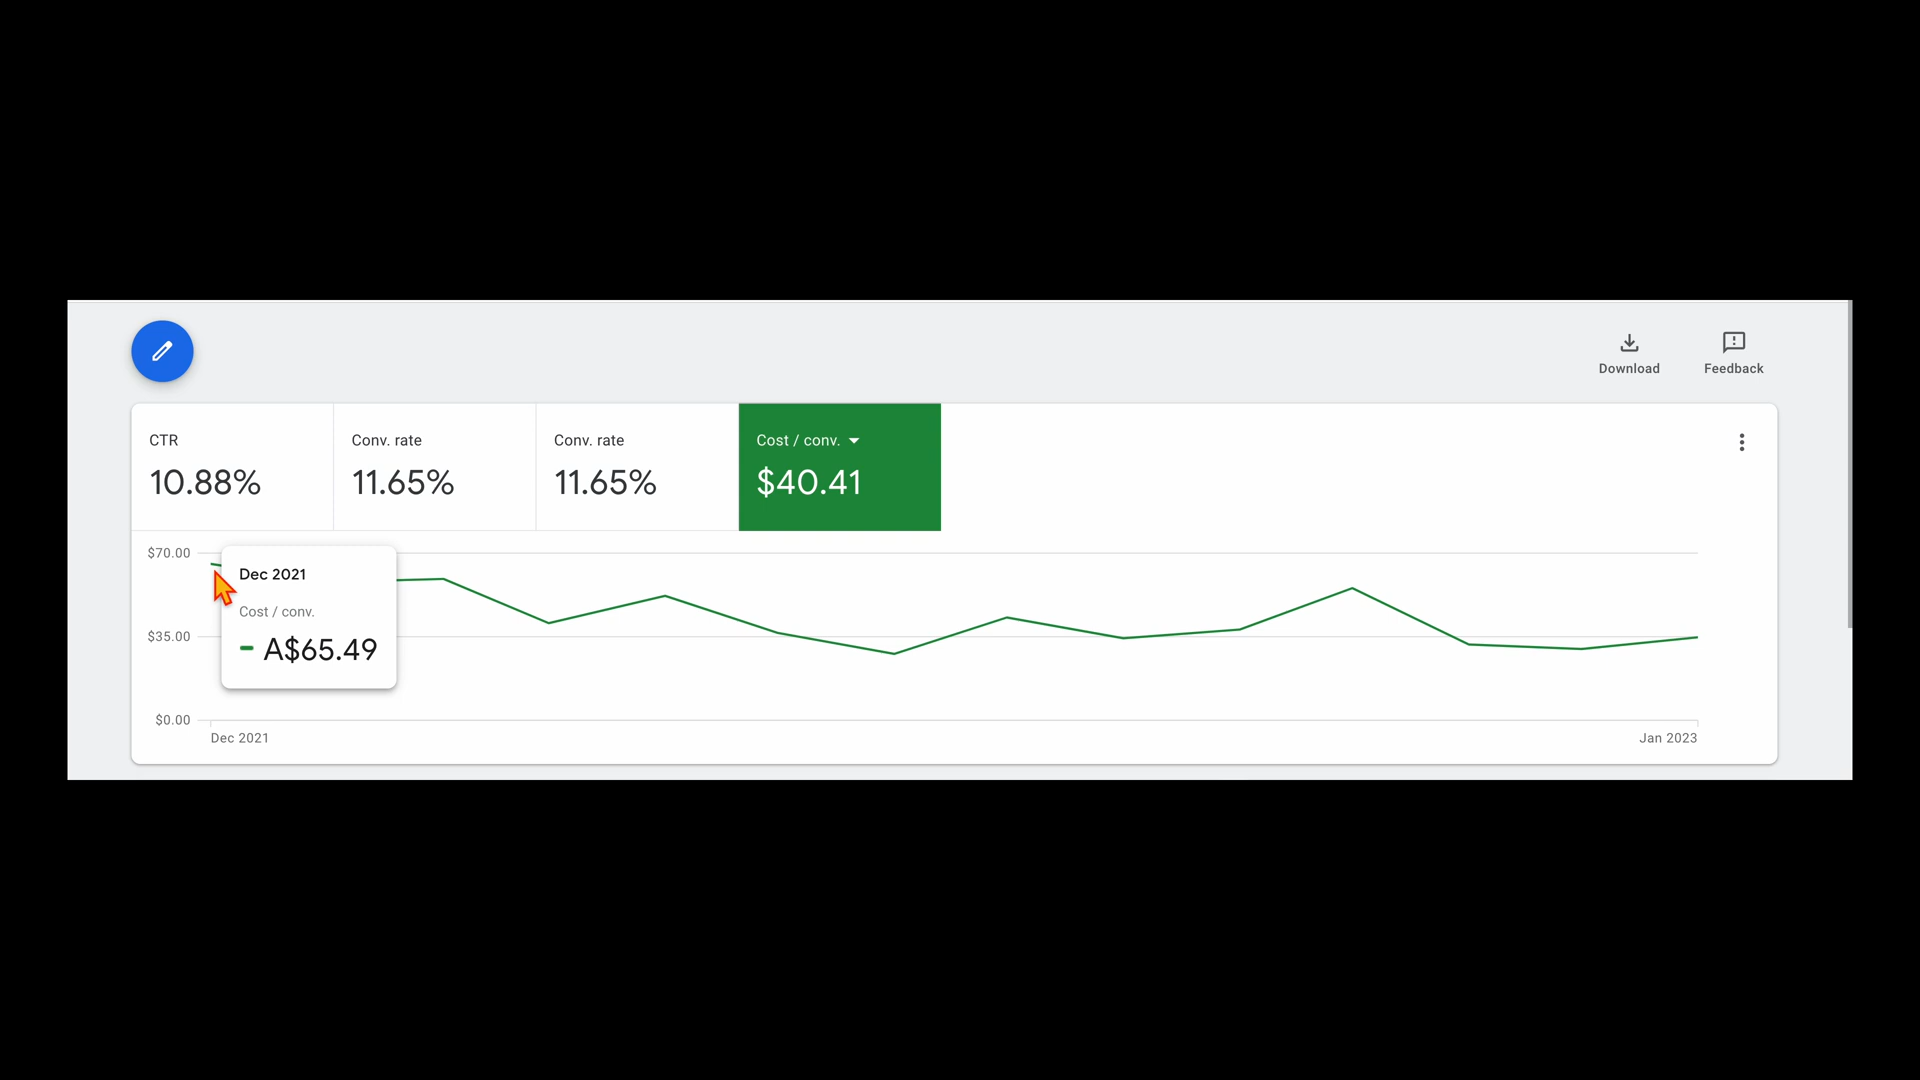 Download
Feedback
CTR
10.88%
Conv. rate
11.65%
Conv. rate
11.65%
Cost / conv.
$40.41
$70.00
$35.00
$0.00
Dec 2021
Cost / conv.
A$65.49
Dec 2021
Jan 2023